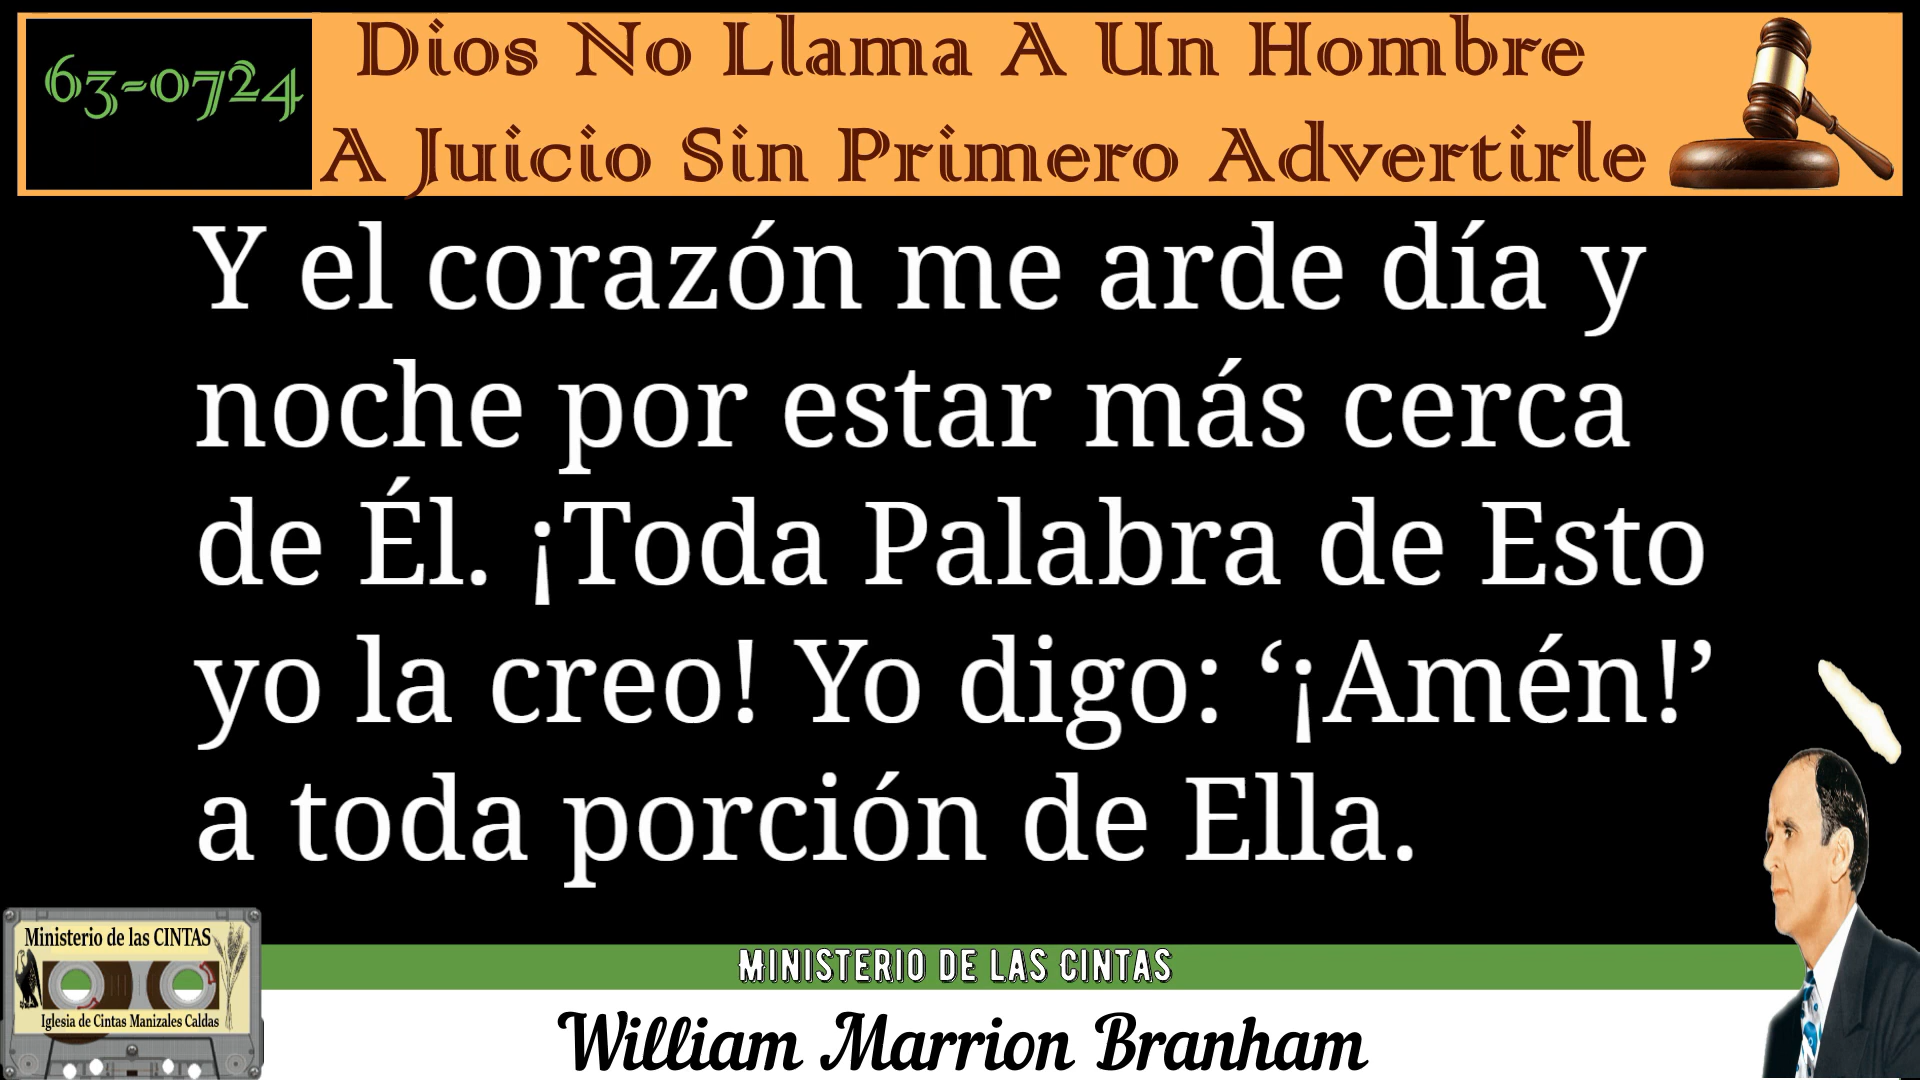 63-0724
Dios No Llama A Un Hombre
A Juicio Sin Primero Advertirle
Y el corazón me arde día y
noche por estar más cerca
de Él. ¡Toda Palabra de Esto
yo la creo! Yo digo: ‘¡Amén!’
a toda porción de Ella.
Ministerio de las CINTAS
Iglesia de Cintas Manizales Caldas
MINISTERIO DE LAS CINTAS
William Marrion Branham